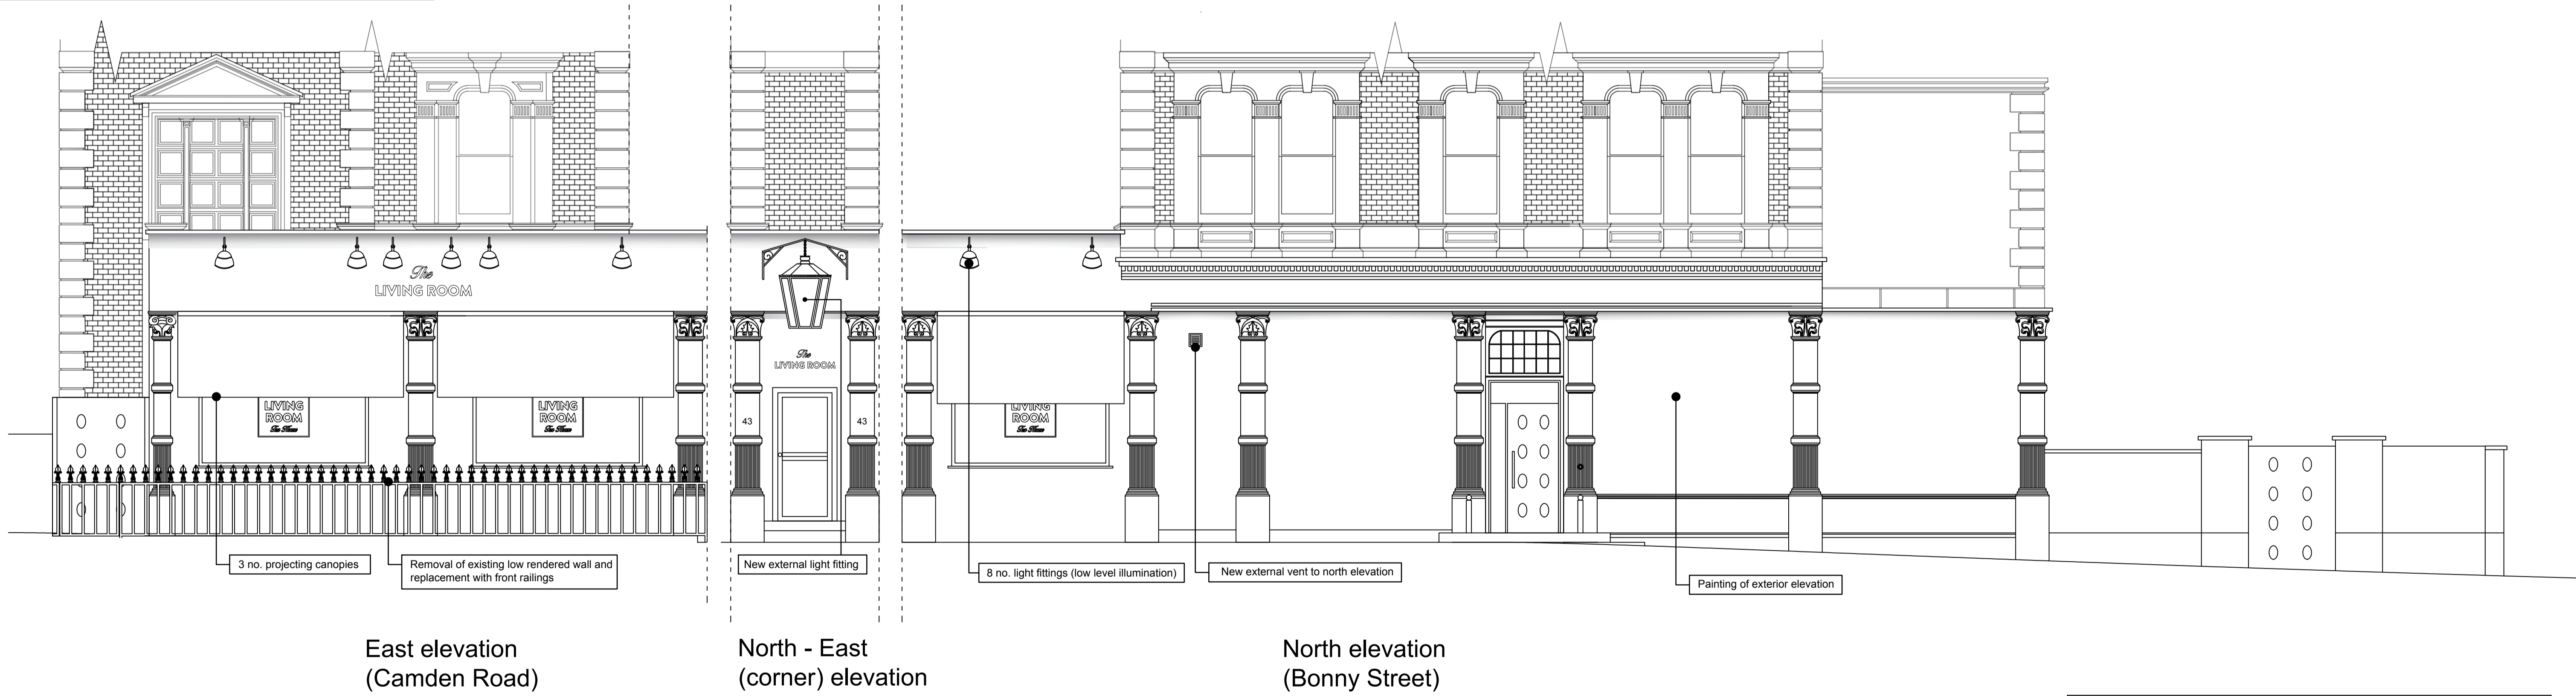 The
LIVING ROOM
The
LIVING ROOM
LIVING
ROOM
LIVING
ROOM
LIVING
ROOM
43
43
3 no. projecting canopies
Removal of existing low rendered wall and
replacement with front railings
New external light fitting
8 no. light fittings (low level illumination)
New external vent to north elevation
Painting of exterior elevation
East elevation
(Camden Road)
North - East
(corner) elevation
North elevation
(Bonny Street)